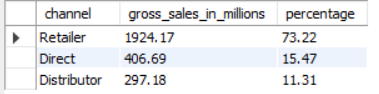 channel gross_sales_in_millions percentage
Retailer 1924.17 73.22
Direct 406.69 15.47
Distributor 297.18 11.31